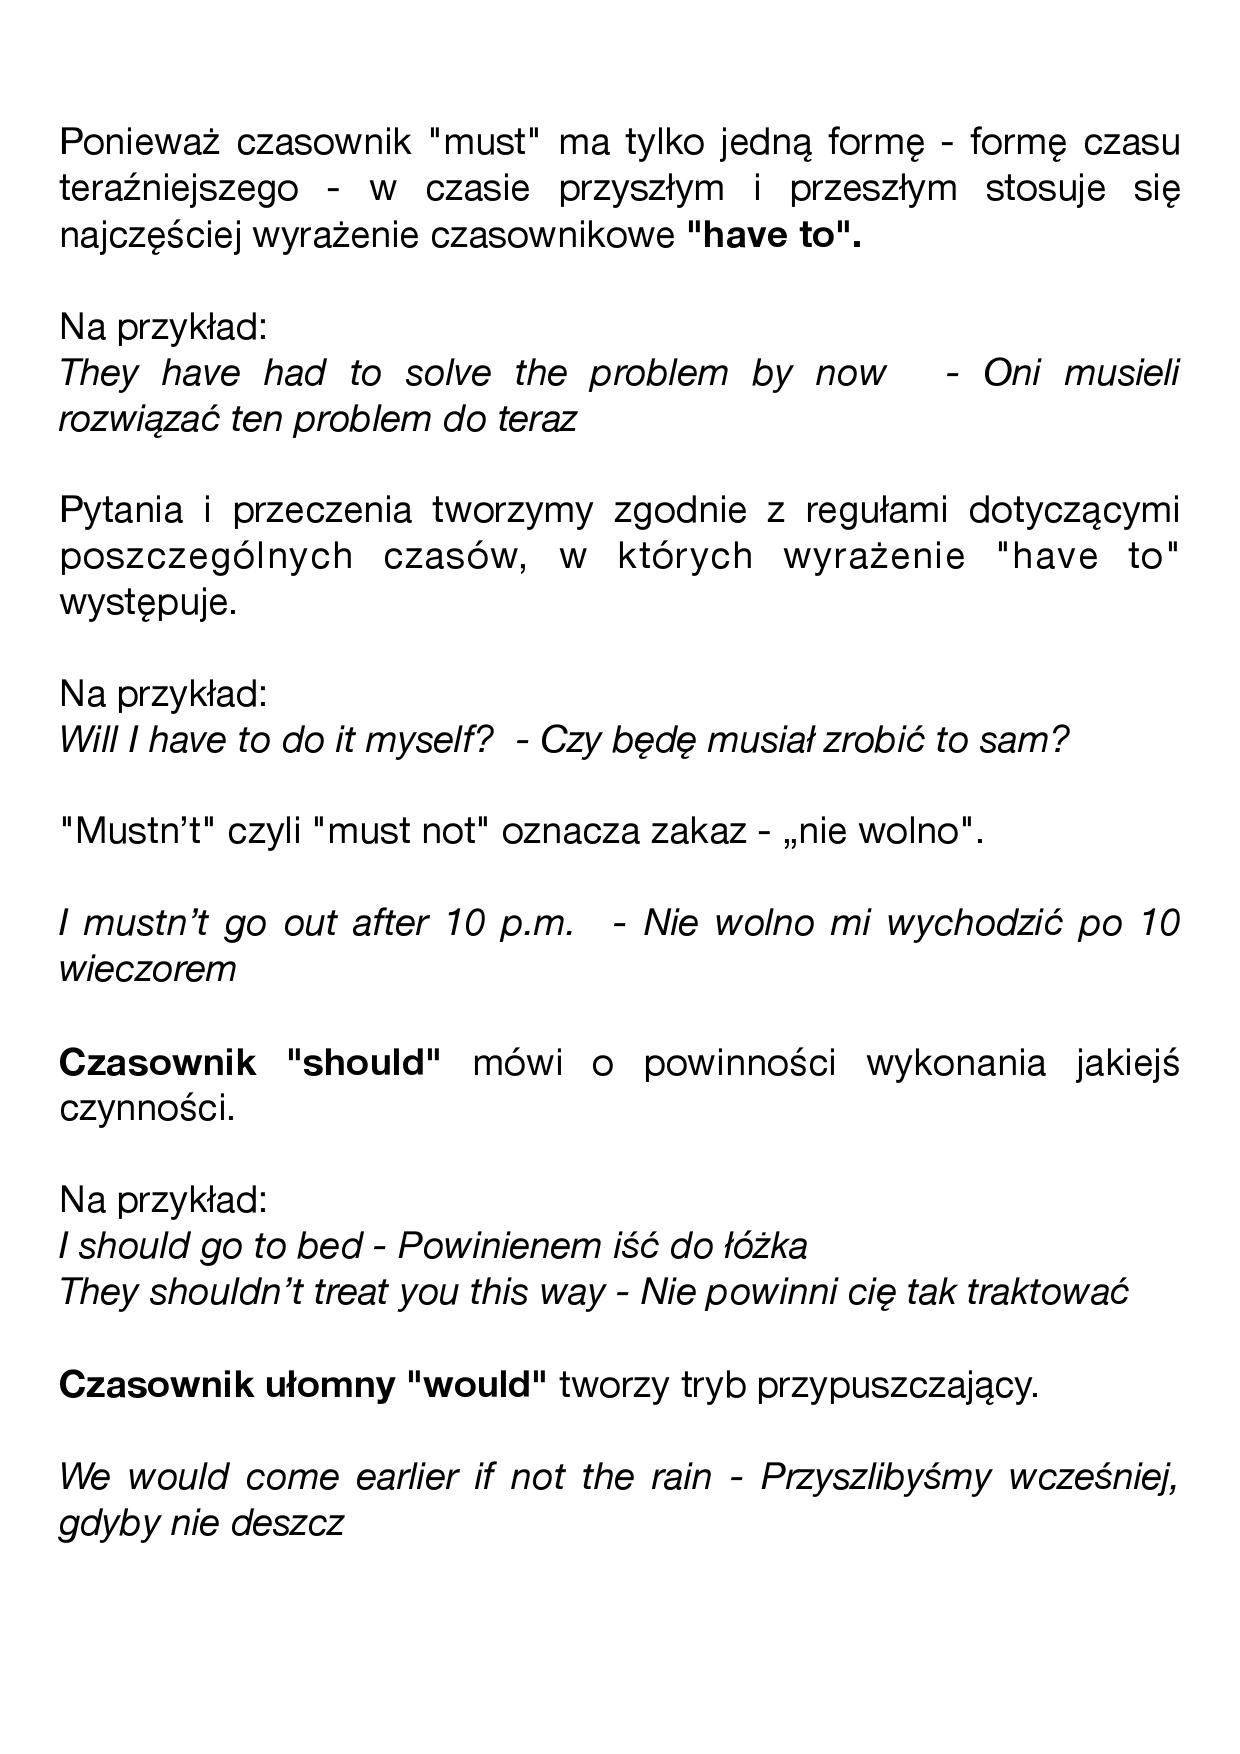 Ponieważ czasownik "must" ma tylko jedną formę - formę czasu
teraźniejszego - w czasie przyszłym i przeszłym stosuje się
najczęściej wyrażenie czasownikowe "have to".
Na przykład:
They have had to solve the problem by now - Oni musieli
rozwiązać ten problem do teraz
Pytania i przeczenia tworzymy zgodnie z regułami dotyczącymi
poszczególnych czasów, w których wyrażenie "have to"
występuje.
Na przykład:
Will I have to do it myself? - Czy będę musiał zrobić to sam?
"Mustn’t" czyli "must not" oznacza zakaz - „nie wolno".
I mustn’t go out after 10 p.m. - Nie wolno mi wychodzić po 10
wieczorem
Czasownik "should" mówi o powinności wykonania jakiejś
czynności.
Na przykład:
I should go to bed - Powinienem iść do łóżka
They shouldn’t treat you this way - Nie powinni cię tak traktować
Czasownik ułomny "would" tworzy tryb przypuszczający.
We would come earlier if not the rain - Przyszlibyśmy wcześniej,
gdyby nie deszcz